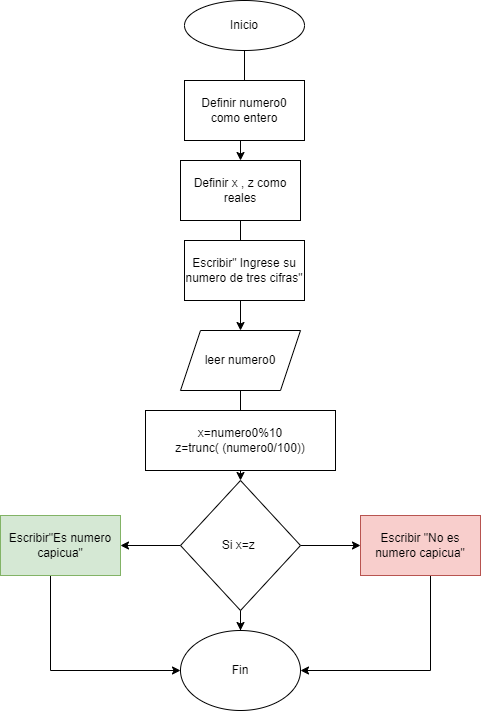 Inicio
Definir numero0
como entero
Definir x , z como
reales
Escribir" Ingrese su
numero de tres cifras"
leer numero0
x=numero0%10
z=trunc( (numero0/100))
Si x=z
Escribir"Es numero
capicua"
Escribir "No es
numero capicua"
Fin